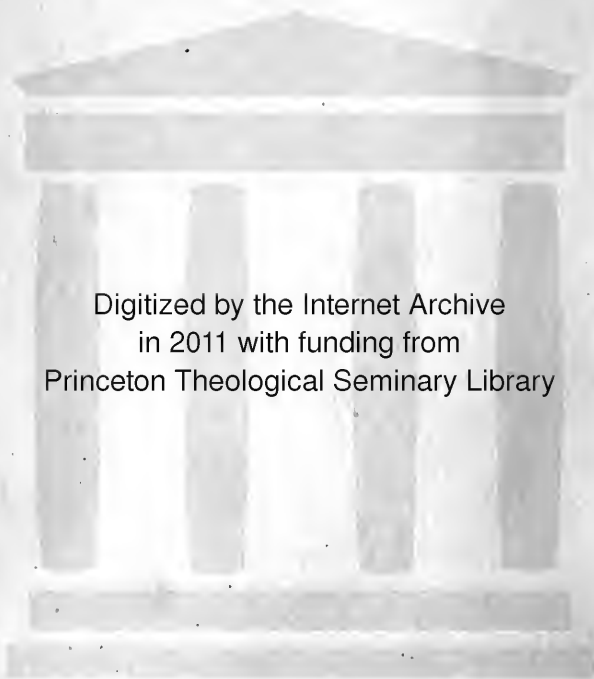 Digitized by the Internet Archive
in 2011 with funding from
Princeton Theological Seminary Library